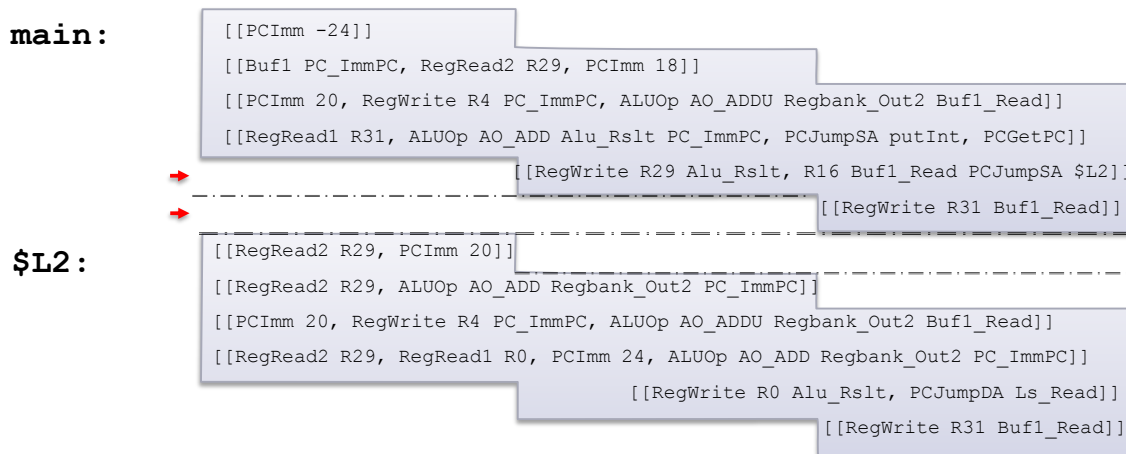 main:
[[PCImm -24]]
[[Buf1 PC_ImmPC, RegRead2 R29, PCImm 18]]
[[PCImm 20, RegWrite R4 PC_ImmPC, ALUOp AO_ADDU Regbank_Out2 Buf1_Read]]
[[RegRead1 R31, ALUOp AO_ADD Alu_Rslt PC_ImmPC, PCJumpSA putInt, PCGetPC]]
[[RegWrite R29 Alu_Rslt, R16 Buf1_Read PCJumpSA $L2]]
[[RegWrite R31 Buf1_Read]]
$L2:
[[RegRead2 R29, PCImm 20]]
[[RegRead2 R29, ALUOp AO_ADD Regbank_Out2 PC_ImmPC]]
[[PCImm 20, RegWrite R4 PC_ImmPC, ALUOp AO_ADDU Regbank_Out2 Buf1_Read]]
[[RegRead2 R29, RegRead1 R0, PCImm 24, ALUOp AO_ADD Regbank_Out2 PC_ImmPC]]
[[RegWrite R0 Alu_Rslt, PCJumpDA Ls_Read]]
[[RegWrite R31 Buf1_Read]]